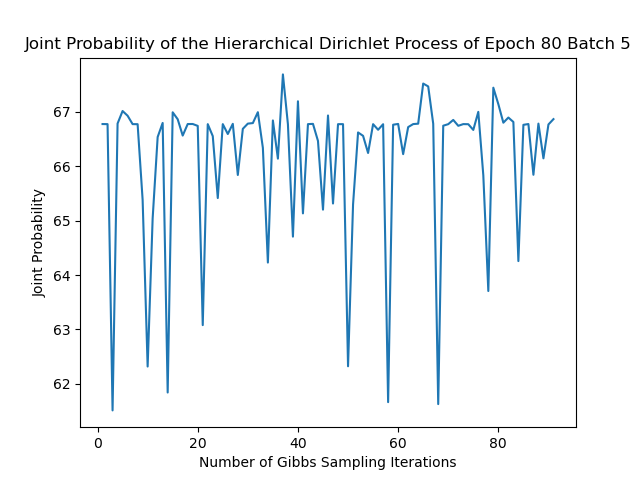 Joint Probability of the Hierarchical Dirichlet Process of Epoch 80 Batch 5
67
66
65
64
63
62
Joint Probability
0 20 40 60 80
Number of Gibbs Sampling Iterations